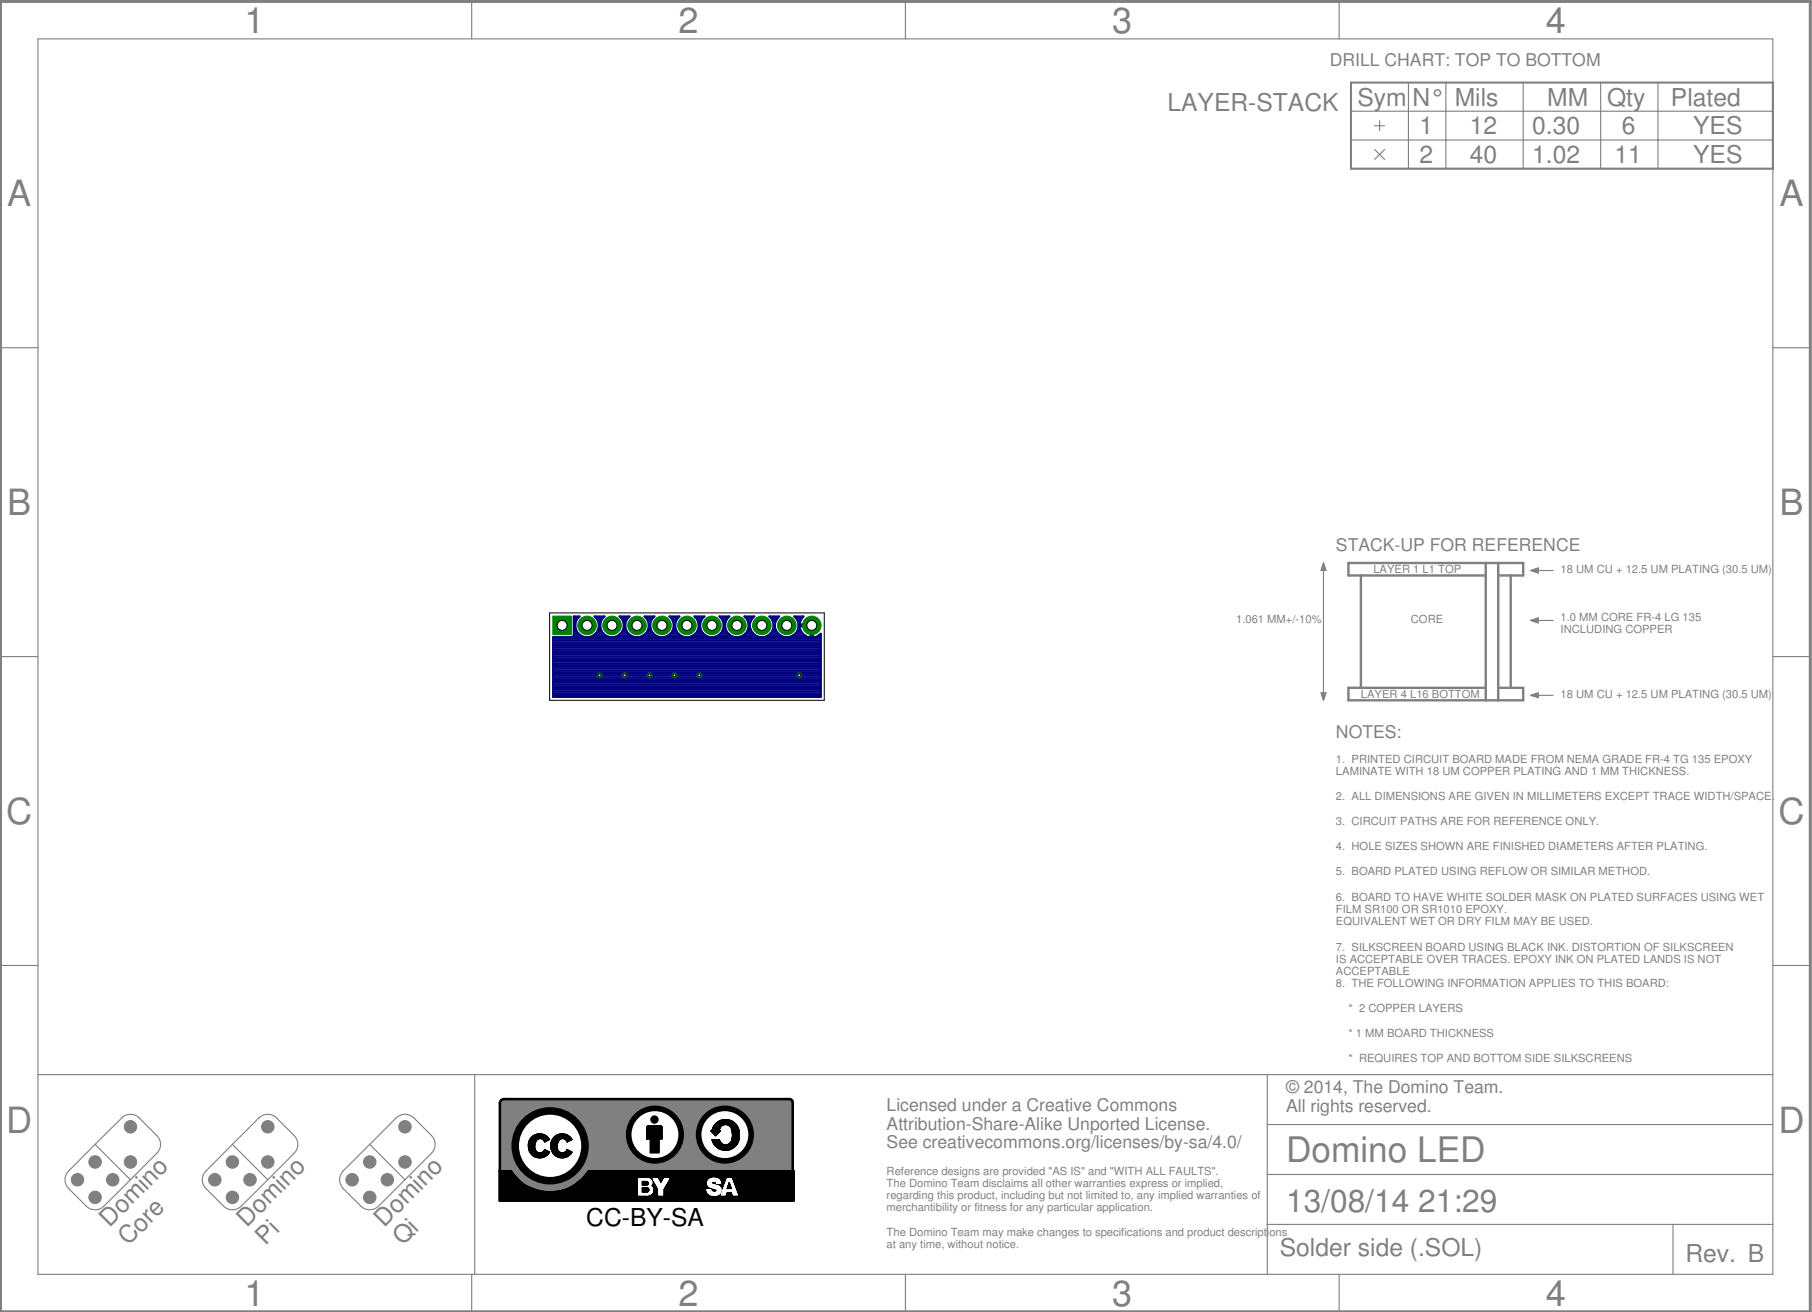 1 2 3 4
DRILL CHART: TOP TO BOTTOM
LAYER-STACK
Sym N° Mils MM Qty Plated
+ 1 12 0.30 6 YES
× 2 40 1.02 11 YES
A A
B B
STACK-UP FOR REFERENCE
LAYER 1 L1 TOP
18 UM CU + 12.5 UM PLATING (30.5 UM)
1.061 MM+/-10%
CORE
1.0 MM CORE FR-4 LG 135
INCLUDING COPPER
LAYER 4 L16 BOTTOM
18 UM CU + 12.5 UM PLATING (30.5 UM)
NOTES:
1. PRINTED CIRCUIT BOARD MADE FROM NEMA GRADE FR-4 TG 135 EPOXY
LAMINATE WITH 18 UM COPPER PLATING AND 1 MM THICKNESS.
2. ALL DIMENSIONS ARE GIVEN IN MILLIMETERS EXCEPT TRACE WIDTH/SPACE.
C C
3. CIRCUIT PATHS ARE FOR REFERENCE ONLY.
4. HOLE SIZES SHOWN ARE FINISHED DIAMETERS AFTER PLATING.
5. BOARD PLATED USING REFLOW OR SIMILAR METHOD.
6. BOARD TO HAVE WHITE SOLDER MASK ON PLATED SURFACES USING WET
FILM SR100 OR SR1010 EPOXY.
EQUIVALENT WET OR DRY FILM MAY BE USED.
7. SILKSCREEN BOARD USING BLACK INK. DISTORTION OF SILKSCREEN
IS ACCEPTABLE OVER TRACES. EPOXY INK ON PLATED LANDS IS NOT
ACCEPTABLE
8. THE FOLLOWING INFORMATION APPLIES TO THIS BOARD:
* 2 COPPER LAYERS
* 1 MM BOARD THICKNESS
* REQUIRES TOP AND BOTTOM SIDE SILKSCREENS
D D
Domino
Core
Domino
Pi
Domino
Qi
cc
BY SA
CC-BY-SA
Licensed under a Creative Commons
Attribution-Share-Alike Unported License.
See creativecommons.org/licenses/by-sa/4.0/
Reference designs are provided "AS IS" and "WITH ALL FAULTS".
The Domino Team disclaims all other warranties express or implied,
regarding this product, including but not limited to, any implied warranties of
merchantibility or fitness for any particular application.
The Domino Team may make changes to specifications and product descriptions
at any time, without notice.
© 2014, The Domino Team.
All rights reserved.
Domino LED
13/08/14 21:29
Solder side (.SOL)
Rev. B
1 2 3 4